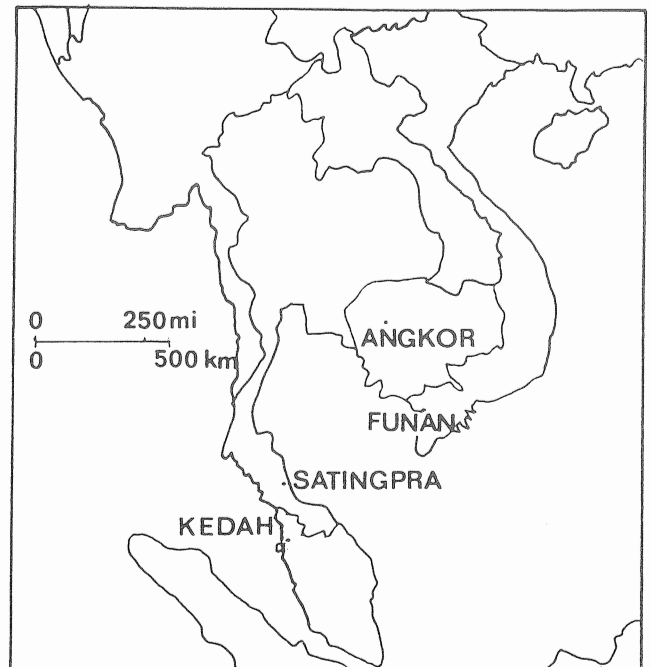 0 250 mi
0 500 km
ANGKOR
FUNAN
SATINGPRA
KEDAH